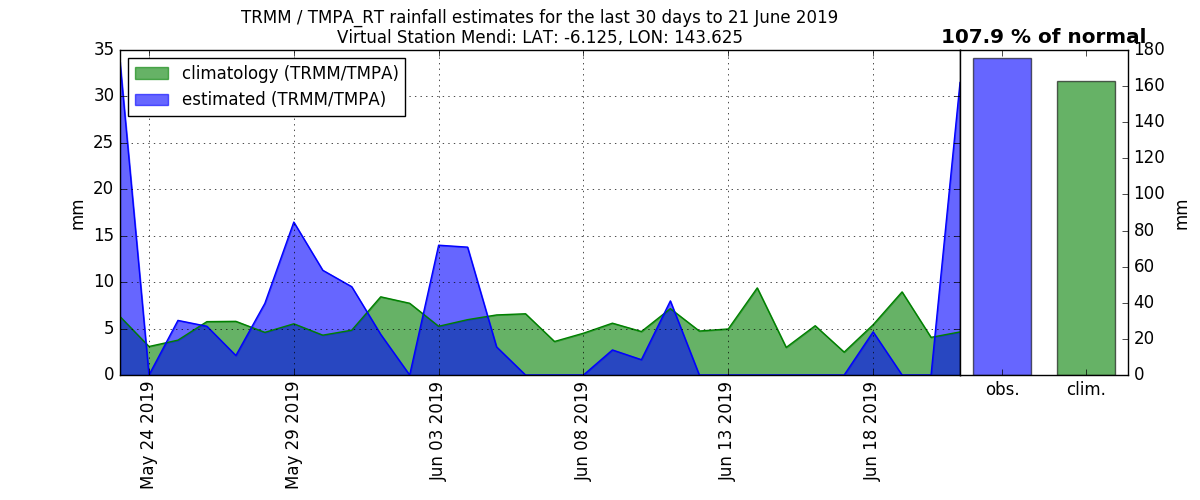 TRMM / TMPA_RT rainfall estimates for the last 30 days to 21 June 2019
Virtual Station Mendi: LAT: -6.125, LON: 143.625
107.9 % of normal
climatology (TRMM/TMPA)
estimated (TRMM/TMPA)
mm
35
30
25
20
15
10
5
0
May 24 2019
May 29 2019
Jun 03 2019
Jun 08 2019
Jun 13 2019
Jun 18 2019
obs.
clim.
180
160
140
120
100
80
60
40
20
0
mm